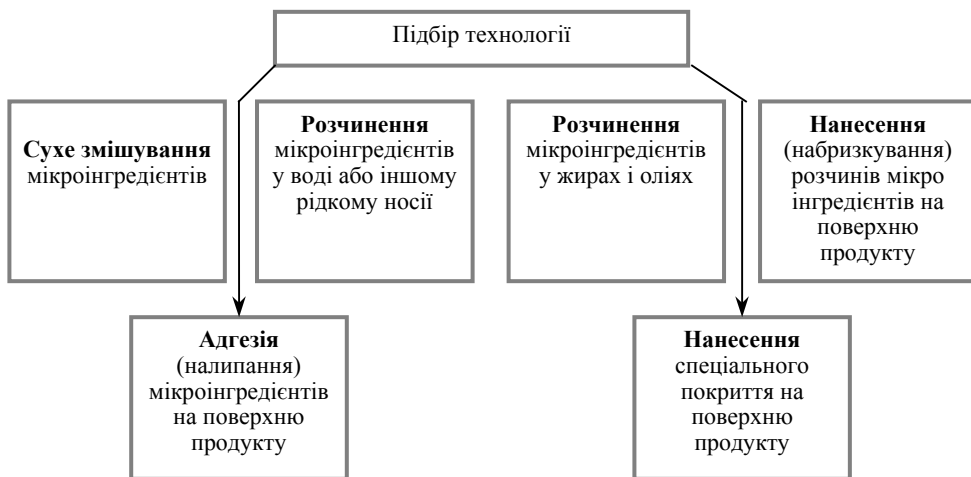 Підбір технології
Сухе змішування
мікроінгредієнтів
Розчинення
мікроінгредієнтів
у воді або іншому
рідкому носії
Розчинення
мікроінгредієнтів
у жирах і оліях
Нанесення
(набризкування)
розчинів мікро
інгредієнтів на
поверхню
продукту
Адгезія
(налипання)
мікроінгредієнтів
на поверхню
продукту
Нанесення
спеціального
покриття на
поверхню
продукту